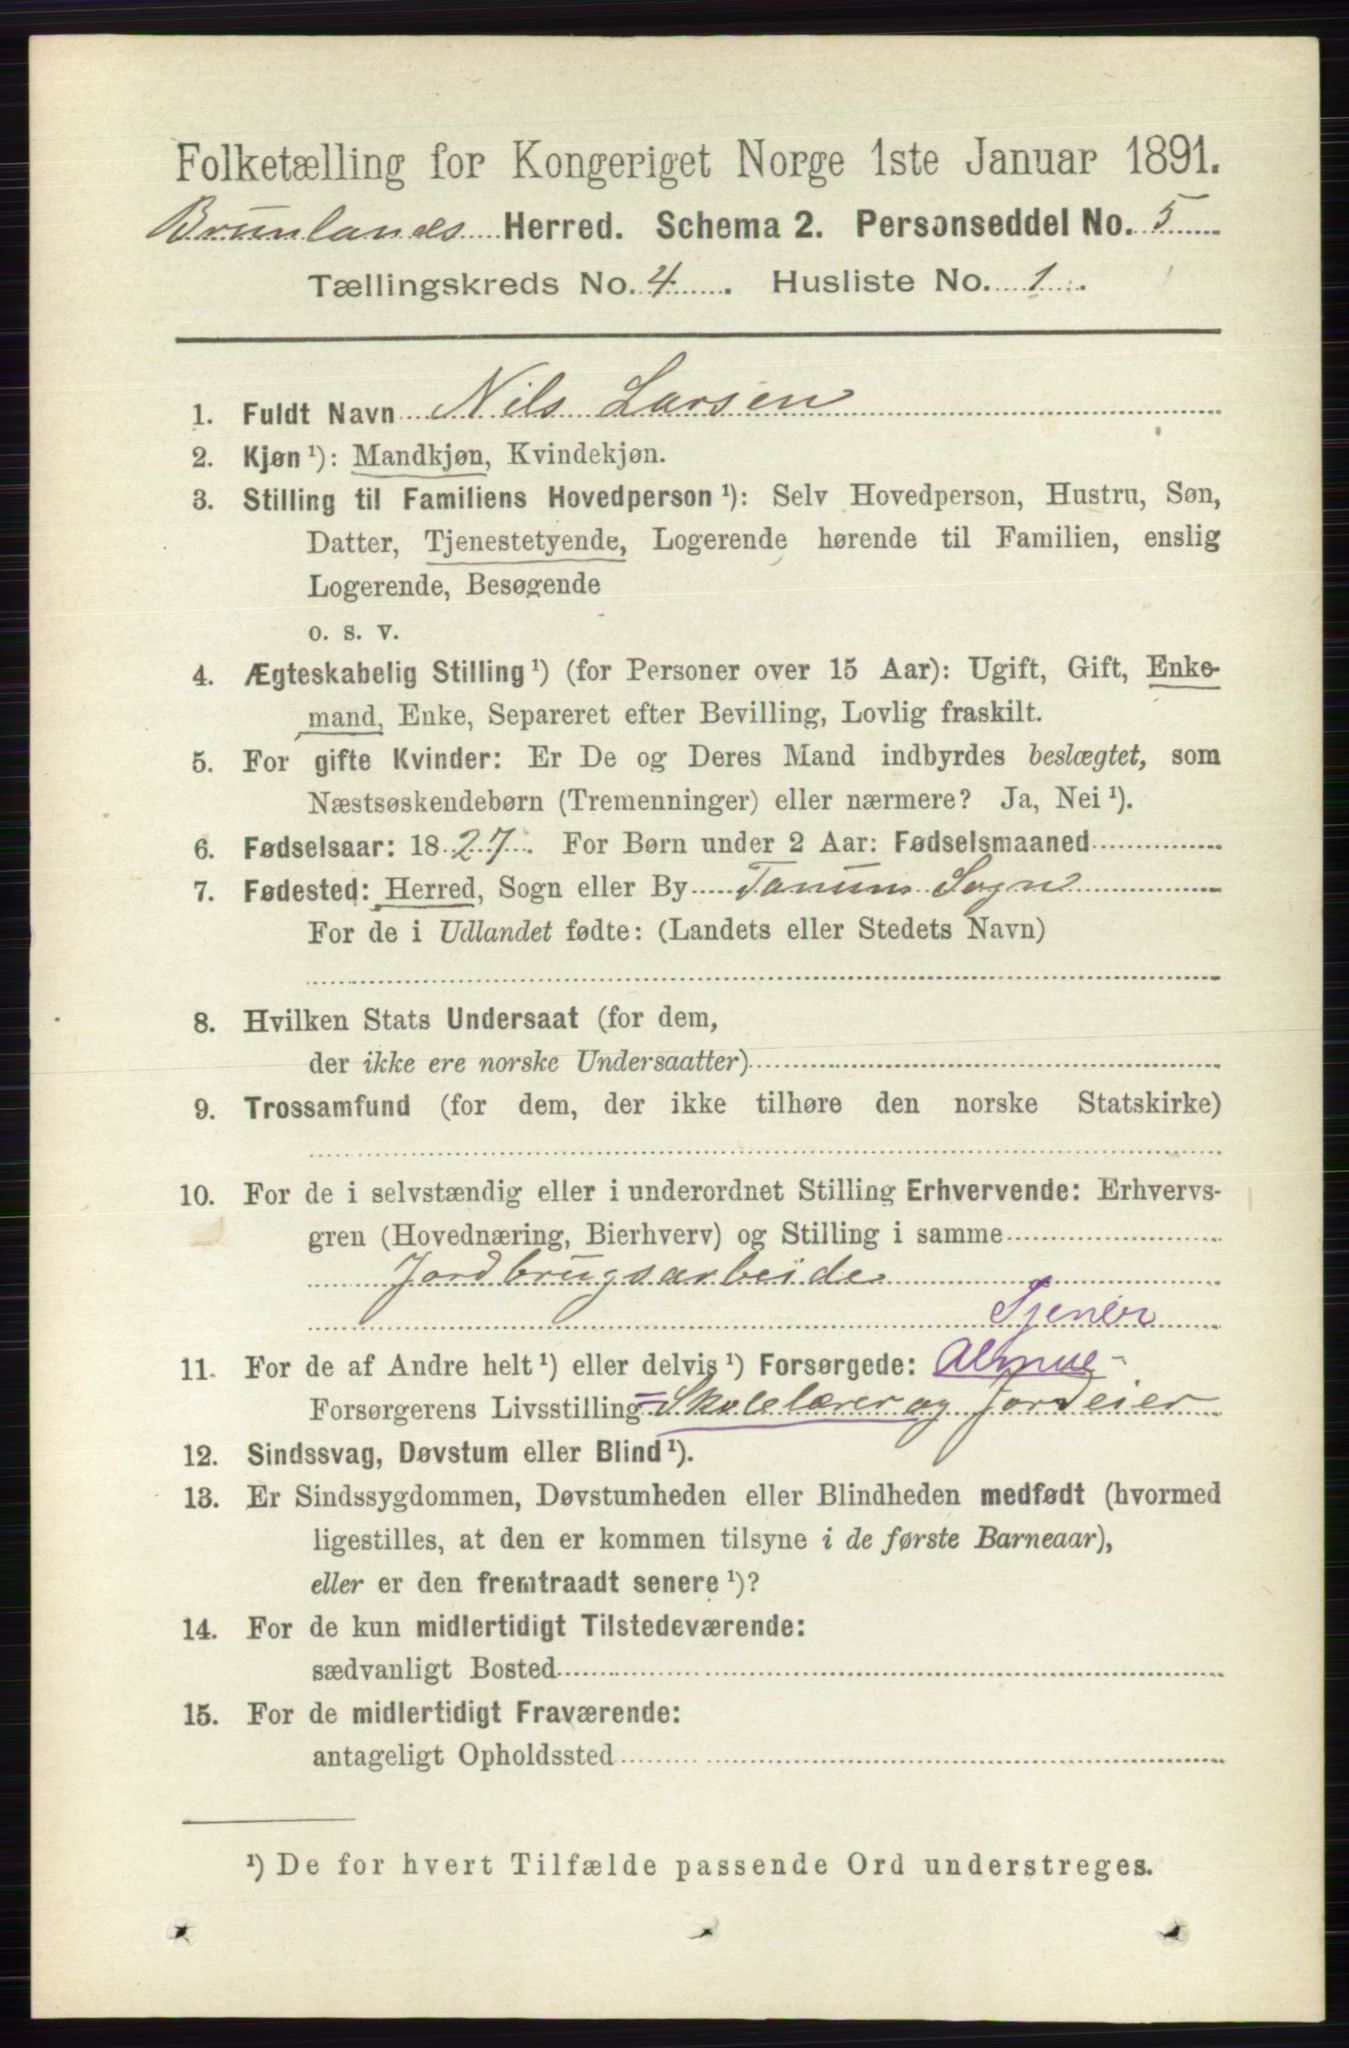 Folketælling for Kongeriget Norge 1ste Januar 1891.
Brunlanæs Herred. Schema 2. Personseddel No. 5
Tællingskreds No. 4. Husliste No. 1.
1. Fuldt Navn Nils Larsen
2. Kjøn ¹): Mandkjøn, Kvindekjøn.
3. Stilling til Familiens Hovedperson ¹): Selv Hovedperson, Hustru, Søn,
Datter, Tjenestetyende, Logerende hørende til Familien, enslig
Logerende, Besøgende
o. s. v.
4. Ægteskabelig Stilling ¹) (for Personer over 15 Aar): Ugift, Gift, Enke-
mand, Enke, Separeret efter Bevilling, Lovlig fraskilt.
5. For gifte Kvinder: Er De og Deres Mand indbyrdes beslægtet, som
Næstsøskendebørn (Tremenninger) eller nærmere? Ja, Nei ¹).
6. Fødselsaar: 1827. For Børn under 2 Aar: Fødselsmaaned
7. Fødested: Herred, Sogn eller By Tanum Sogn
For de i Udlandet fødte: (Landets eller Stedets Navn)
8. Hvilken Stats Undersaat (for dem,
der ikke ere norske Undersaatter)
9. Trossamfund (for dem, der ikke tilhøre den norske Statskirke)
10. For de i selvstændig eller i underordnet Stilling Erhvervende: Erhvervs-
gren (Hovednæring, Bierhverv) og Stilling i samme
Jordbrugsarbeide
Tjener
11. For de af Andre helt ¹) eller delvis ¹) Forsørgede: Almue-
Forsørgerens Livsstilling = Skolelærer og Jordeier
12. Sindssvag, Døvstum eller Blind ¹).
13. Er Sindssygdommen, Døvstumheden eller Blindheden medfødt (hvormed
ligestilles, at den er kommen tilsyne i de første Barneaar),
eller er den fremtraadt senere ¹)?
14. For de kun midlertidigt Tilstedeværende:
sædvanligt Bosted
15. For de midlertidigt Fraværende:
antageligt Opholdssted
¹) De for hvert Tilfælde passende Ord understreges.